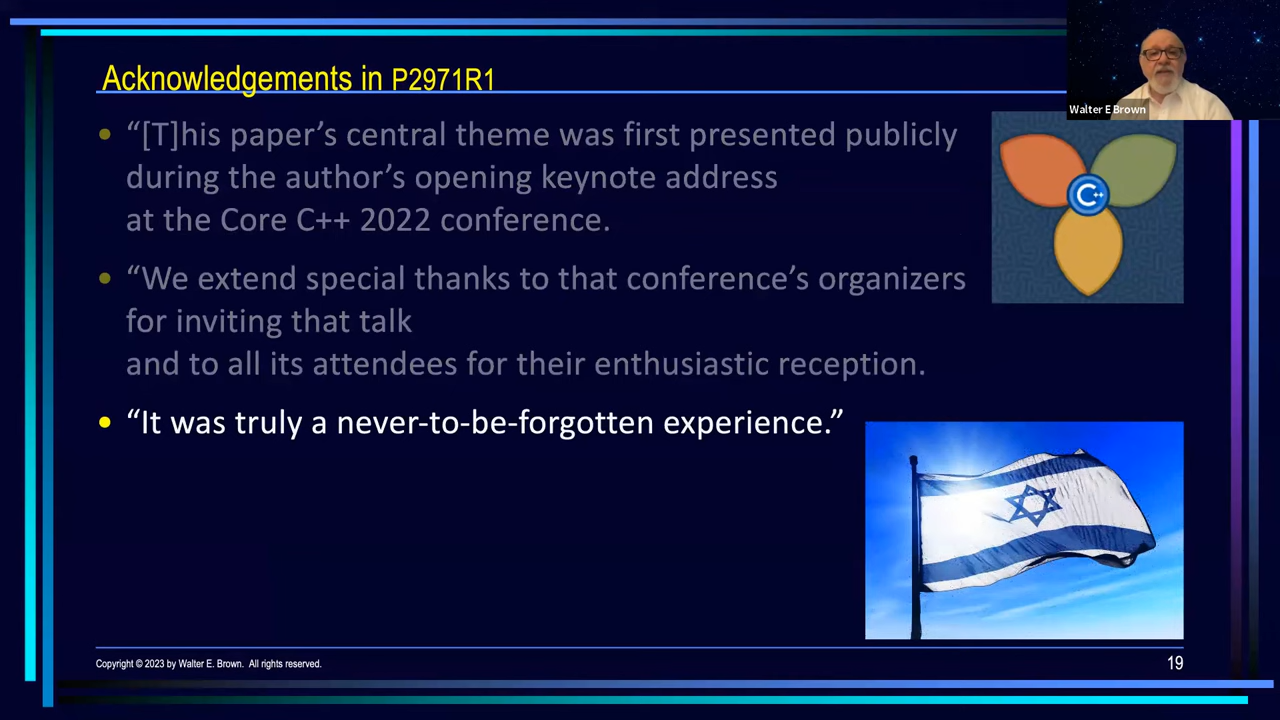 Acknowledgements in P2971R1
Walter E Brown
• “[T]his paper’s central theme was first presented publicly
during the author’s opening keynote address
at the Core C++ 2022 conference.
C++
• “We extend special thanks to that conference’s organizers
for inviting that talk
and to all its attendees for their enthusiastic reception.
• “It was truly a never-to-be-forgotten experience.”
Copyright © 2023 by Walter E. Brown. All rights reserved.
19